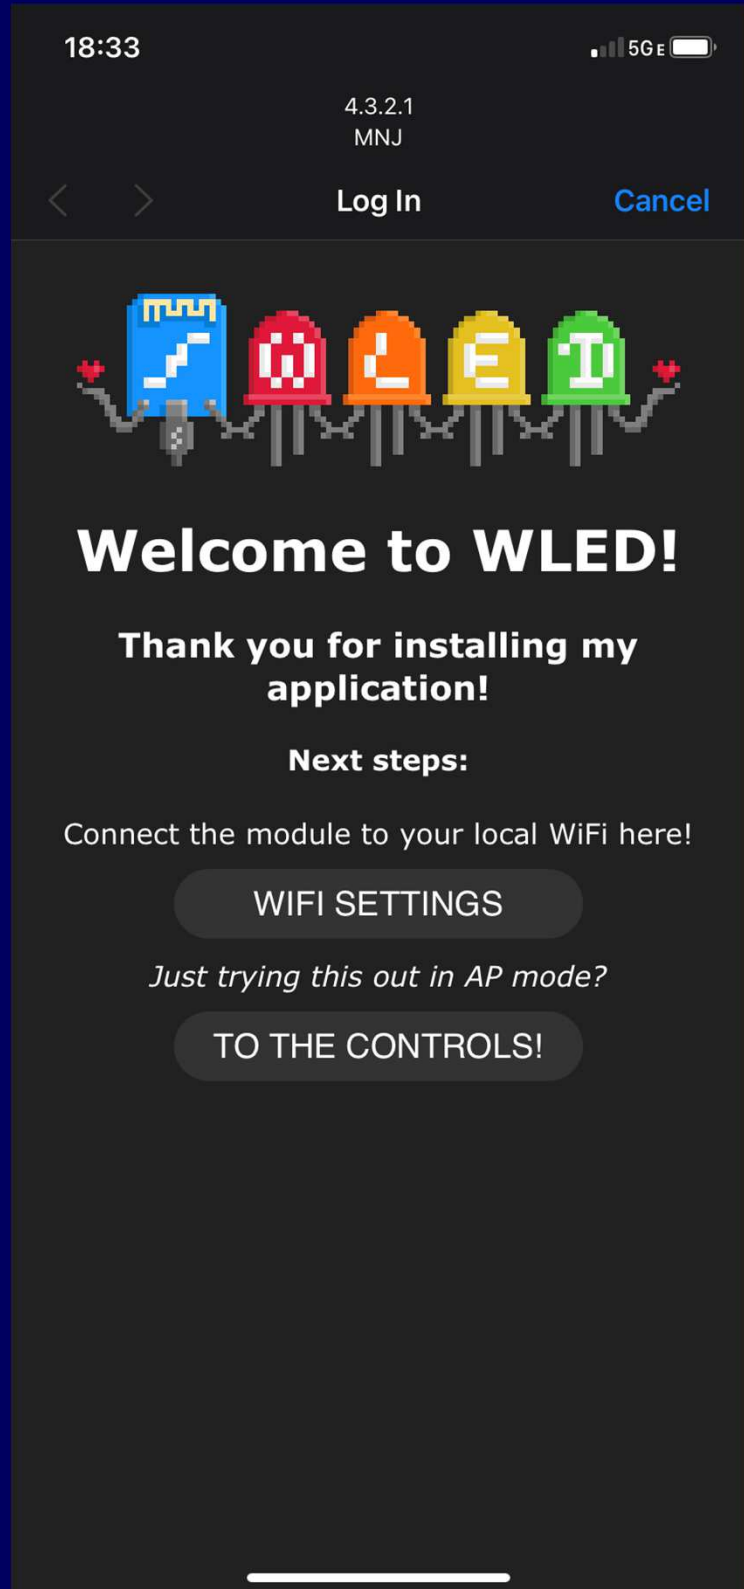 18:33
5G E
4.3.2.1
MNJ
Log In
Cancel
W L E D
Welcome to WLED!
Thank you for installing my
application!
Next steps:
Connect the module to your local WiFi here!
WIFI SETTINGS
Just trying this out in AP mode?
TO THE CONTROLS!